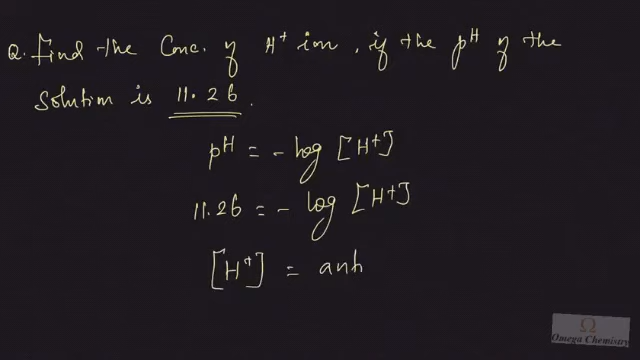 Q. Find the Conc. of H⁺ ion, if the pH of the
Solution is 11.26.
pH = - log [H⁺]
11.26 = - log [H⁺]
[H⁺] = anti
Ω
Omega Chemistry